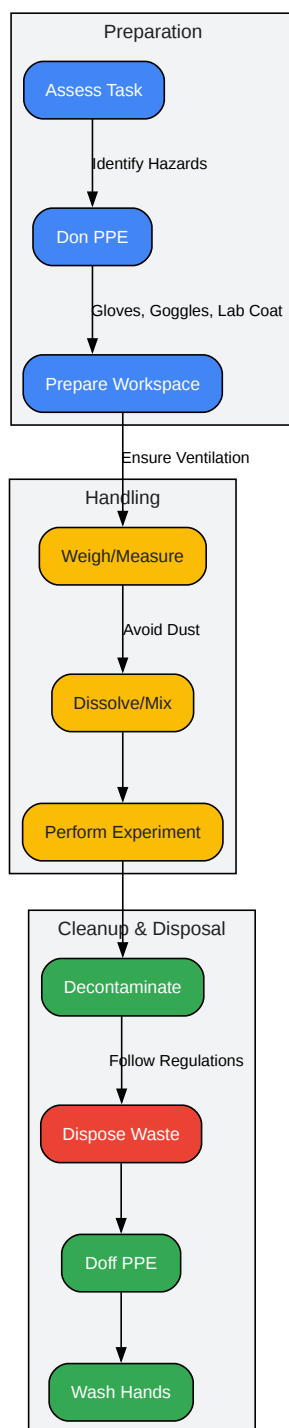 Preparation
Assess Task
Identify Hazards
Don PPE
Gloves, Goggles, Lab Coat
Prepare Workspace
Ensure Ventilation
Handling
Weigh/Measure
Avoid Dust
Dissolve/Mix
Perform Experiment
Cleanup & Disposal
Decontaminate
Follow Regulations
Dispose Waste
Doff PPE
Wash Hands